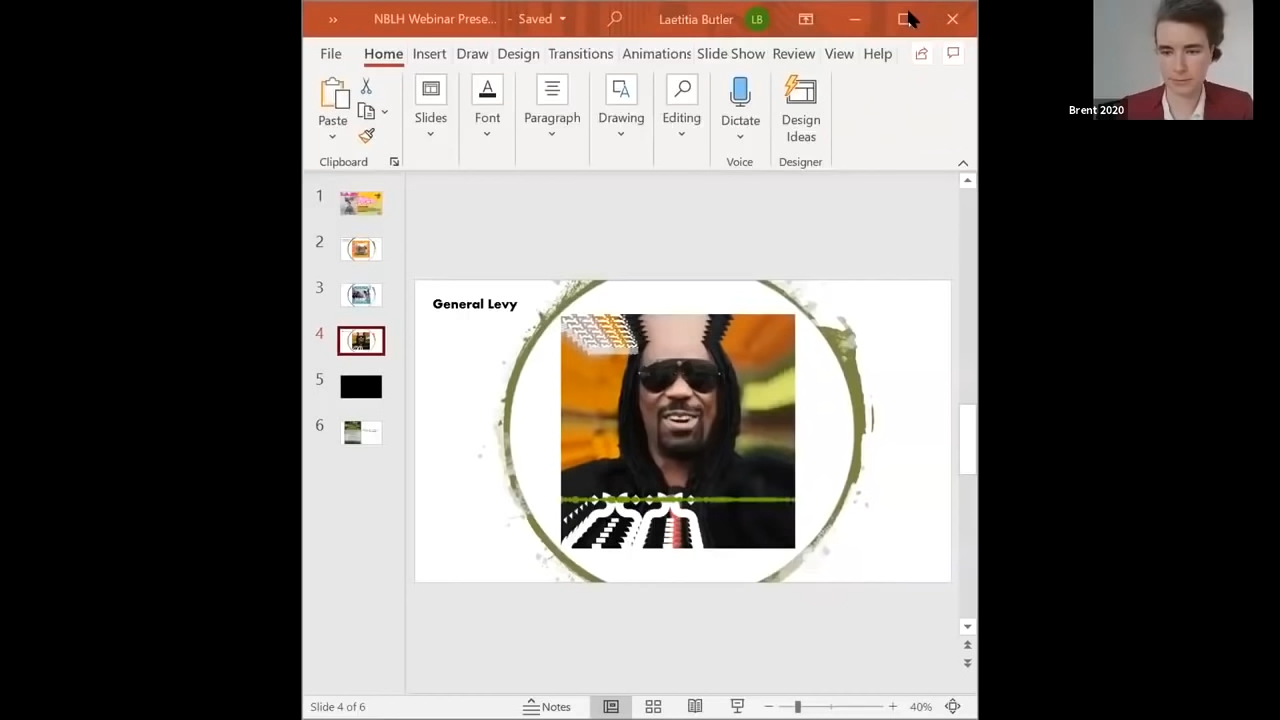 NBLH Webinar Prese... - Saved
Laetitia Butler LB
File Home Insert Draw Design Transitions Animations Slide Show Review View Help
Paste
Slides
Font
Paragraph
Drawing
Editing
Dictate
Design
Ideas
Clipboard
Voice
Designer
Brent 2020
1
2
3
4
5
6
General Levy
Slide 4 of 6
Notes
40%